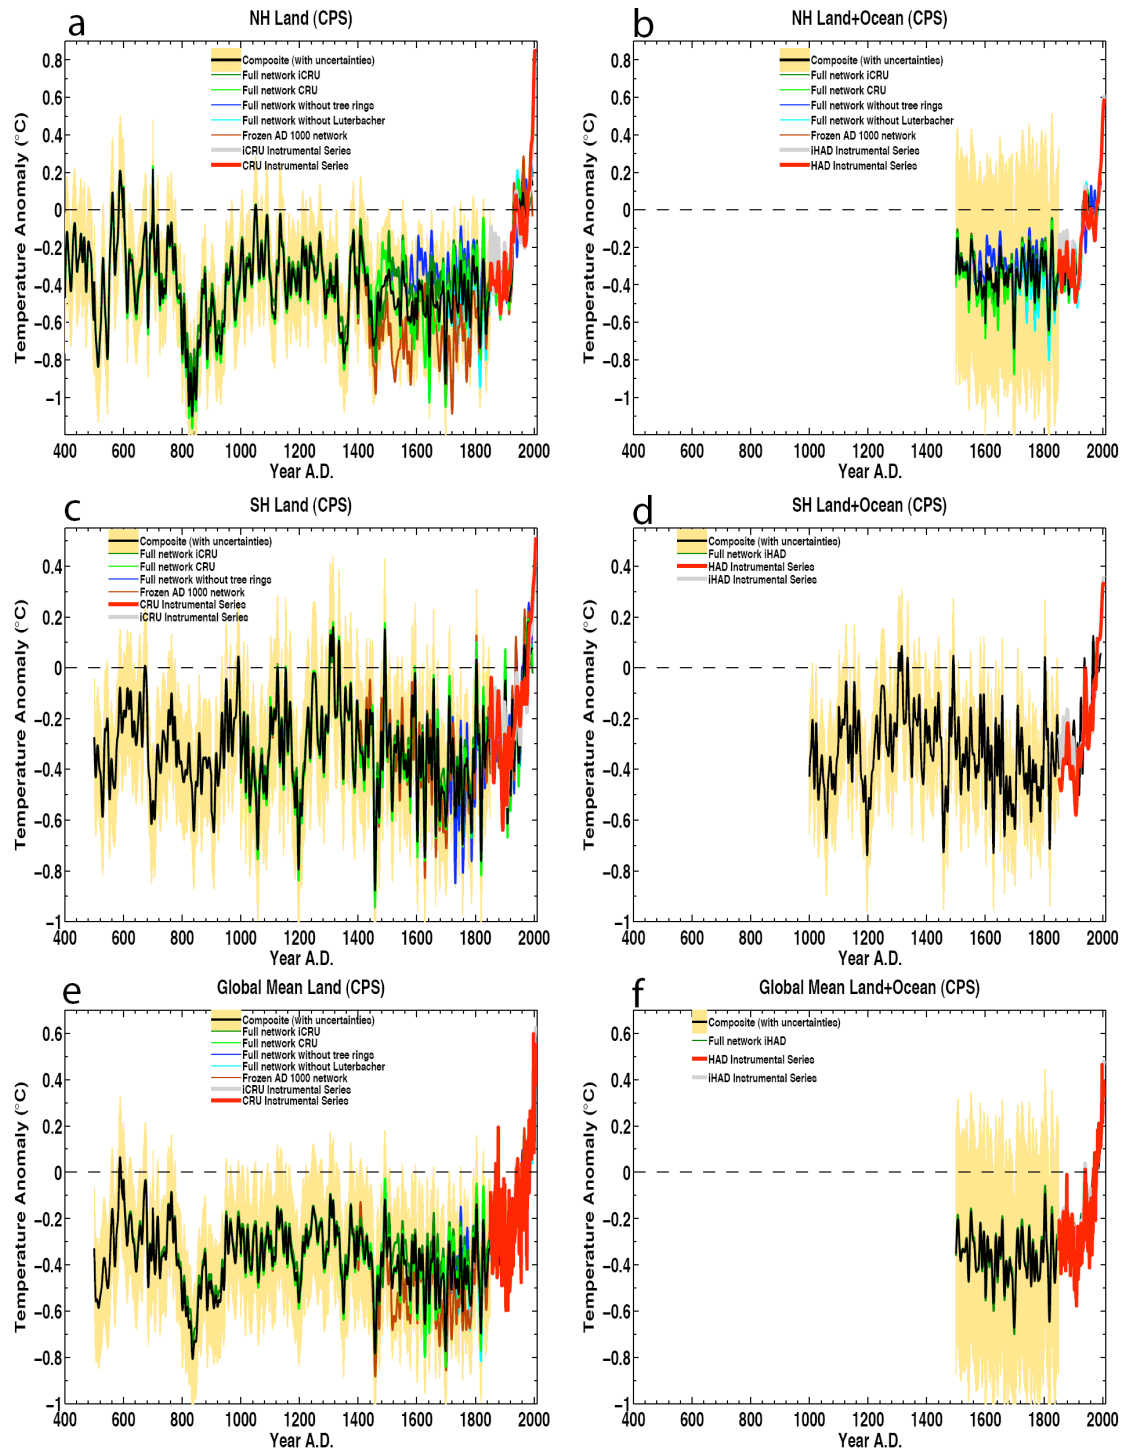 a
NH Land (CPS)
Composite (with uncertainties)
Full network iCRU
Full network CRU
Full network without tree rings
Full network without Luterbacher
Frozen AD 1000 network
iCRU Instrumental Series
CRU Instrumental Series
Temperature Anomaly (°C)
0.8
0.6
0.4
0.2
0
−0.2
−0.4
−0.6
−0.8
−1
400 600 800 1000 1200 1400 1600 1800 2000
Year A.D.
b
NH Land+Ocean (CPS)
Composite (with uncertainties)
Full network iCRU
Full network CRU
Full network without tree rings
Full network without Luterbacher
Frozen AD 1000 network
iHAD Instrumental Series
HAD Instrumental Series
Temperature Anomaly (°C)
0.8
0.6
0.4
0.2
0
−0.2
−0.4
−0.6
−0.8
−1
400 600 800 1000 1200 1400 1600 1800 2000
Year A.D.
c
SH Land (CPS)
Composite (with uncertainties)
Full network iCRU
Full network CRU
Full network without tree rings
Frozen AD 1000 network
CRU Instrumental Series
iCRU Instrumental Series
Temperature Anomaly (°C)
0.4
0.2
0
−0.2
−0.4
−0.6
−0.8
−1
400 600 800 1000 1200 1400 1600 1800 2000
Year A.D.
d
SH Land+Ocean (CPS)
Composite (with uncertainties)
Full network iHAD
HAD Instrumental Series
iHAD Instrumental Series
Temperature Anomaly (°C)
0.4
0.2
0
−0.2
−0.4
−0.6
−0.8
−1
400 600 800 1000 1200 1400 1600 1800 2000
Year A.D.
e
Global Mean Land (CPS)
Composite (with uncertainties)
Full network iCRU
Full network CRU
Full network without tree rings
Full network without Luterbacher
Frozen AD 1000 network
iCRU Instrumental Series
CRU Instrumental Series
Temperature Anomaly (°C)
0.6
0.4
0.2
0
−0.2
−0.4
−0.6
−0.8
−1
400 600 800 1000 1200 1400 1600 1800 2000
Year A.D.
f
Global Mean Land+Ocean (CPS)
Composite (with uncertainties)
Full network iHAD
HAD Instrumental Series
iHAD Instrumental Series
Temperature Anomaly (°C)
0.6
0.4
0.2
0
−0.2
−0.4
−0.6
−0.8
−1
400 600 800 1000 1200 1400 1600 1800 2000
Year A.D.